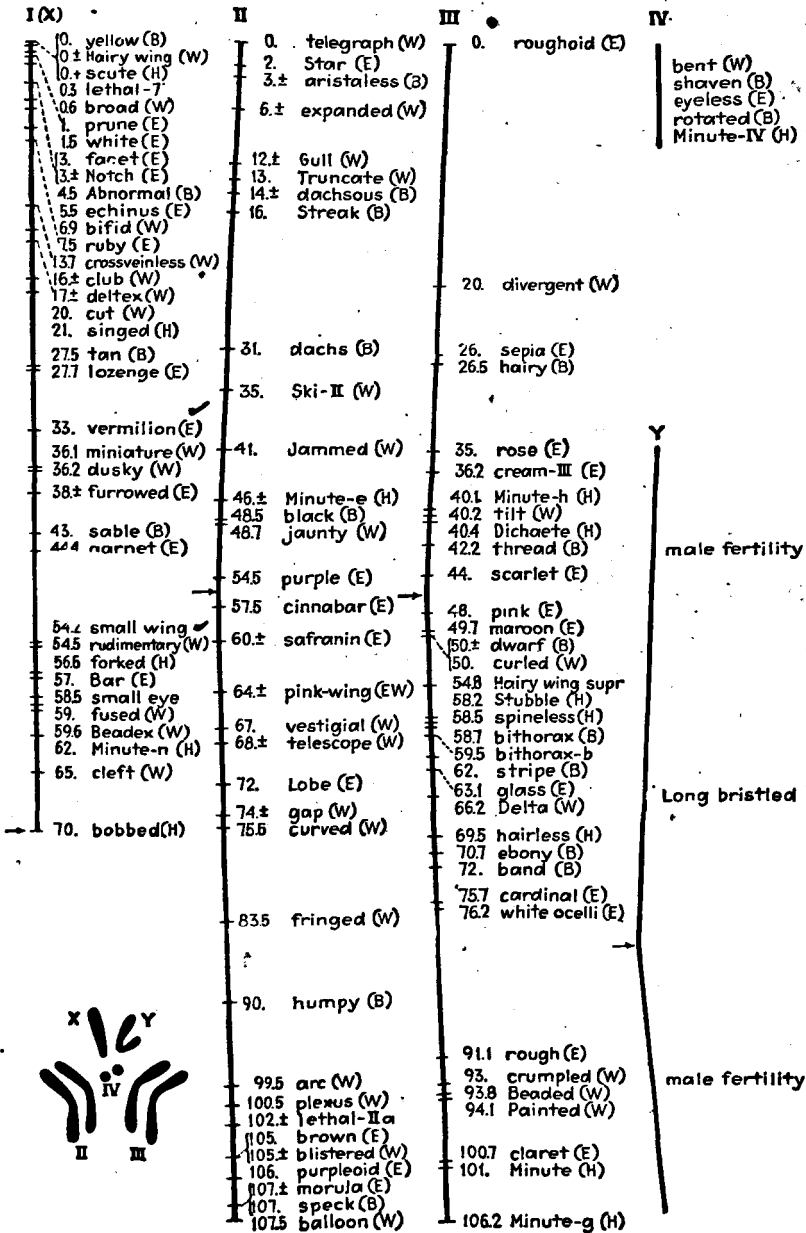 I (X)
0. yellow (B)
0± Hairy wing (W)
0.+ scute (H)
0.3 lethal-7
0.6 broad (W)
1. prune (E)
1.5 white (E)
3. facet (E)
3.± Notch (E)
4.5 Abnormal (B)
5.5 echinus (E)
6.9 bifid (W)
7.5 ruby (E)
13.7 crossveinless (W)
16.± club (W)
17.± deltex (W)
20. cut (W)
21. singed (H)
27.5 tan (B)
27.7 lozenge (E)
33. vermilion (E)
36.1 miniature (W)
36.2 dusky (W)
38.± furrowed (E)
43. sable (B)
44.4 garnet (E)
54.2 small wing
54.5 rudimentary (W)
56.6 forked (H)
57. Bar (E)
58.5 small eye
59. fused (W)
59.6 Beadex (W)
62. Minute-n (H)
65. cleft (W)
70. bobbed (H)
II
0. telegraph (W)
2. Star (E)
3.± aristaless (B)
6.± expanded (W)
12.± Gull (W)
13. Truncate (W)
14.± dachsous (B)
16. Streak (B)
31. dachs (B)
35. Ski-II (W)
41. Jammed (W)
46.± Minute-e (H)
48.5 black (B)
48.7 jaunty (W)
54.5 purple (E)
57.5 cinnabar (E)
60.± safranin (E)
64.± pink-wing (EW)
67. vestigial (W)
68.± telescope (W)
72. Lobe (E)
74.± gap (W)
75.5 curved (W)
83.5 fringed (W)
90. humpy (B)
99.5 arc (W)
100.5 plexus (W)
102.± lethal-IIa
105. brown (E)
105.± blistered (W)
106. purpleoid (E)
107.± morula (E)
107. speck (B)
107.5 balloon (W)
III
0. roughoid (E)
20. divergent (W)
26. sepia (E)
26.5 hairy (B)
35. rose (E)
36.2 cream-III (E)
40.1 Minute-h (H)
40.2 tilt (W)
40.4 Dichaete (H)
42.2 thread (B)
44. scarlet (E)
48. pink (E)
49.7 maroon (E)
50.± dwarf (B)
50. curled (W)
54.8 Hairy wing supr
58.2 Stubble (H)
58.5 spineless (H)
58.7 bithorax (B)
59.5 bithorax-b
62. stripe (B)
63.1 glass (E)
66.2 Delta (W)
69.5 hairless (H)
70.7 ebony (B)
72. band (B)
75.7 cardinal (E)
76.2 white ocelli (E)
91.1 rough (E)
93. crumpled (W)
93.8 Beaded (W)
94.1 Painted (W)
100.7 claret (E)
101. Minute (H)
106.2 Minute-g (H)
IV
bent (W)
shaven (B)
eyeless (E)
rotated (B)
Minute-IV (H)
Y
male fertility
Long bristled
male fertility
X Y
IV
II III